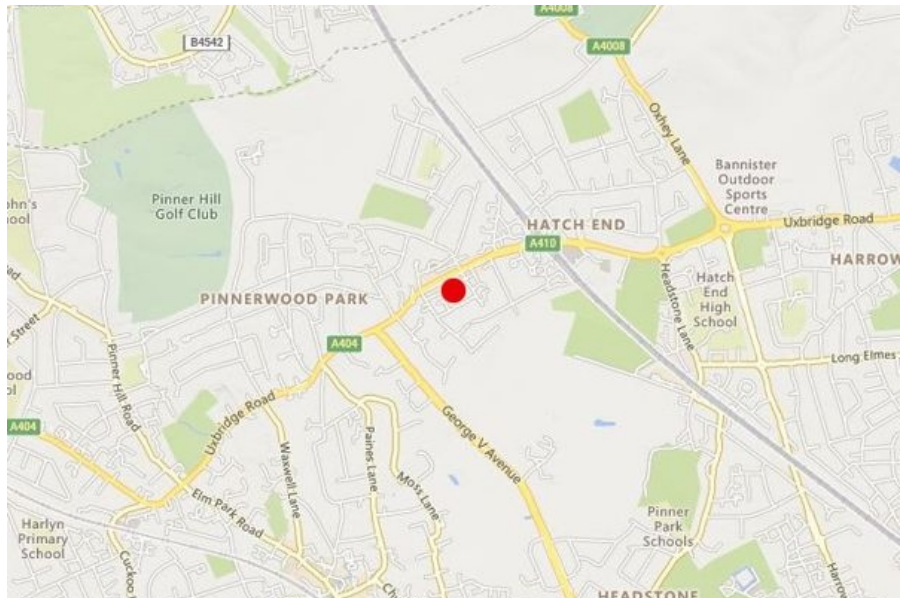 A4008
B4542
A4008
Oxhey Lane
Bannister
Outdoor
Sports
Centre
Pinner Hill
Golf Club
HATCH END
Uxbridge Road
A410
HARROW
Headstone Lane
Hatch
End
High
School
PINNERWOOD PARK
A404
Long Elmes
Pinner Hill Road
Uxbridge Road
George V Avenue
A404
Waxwell Lane
Paines Lane
Moss Lane
Elm Park Road
Pinner
Park
Schools
Harlyn
Primary
School
Cuckoo
HEADSTONE
Harrow